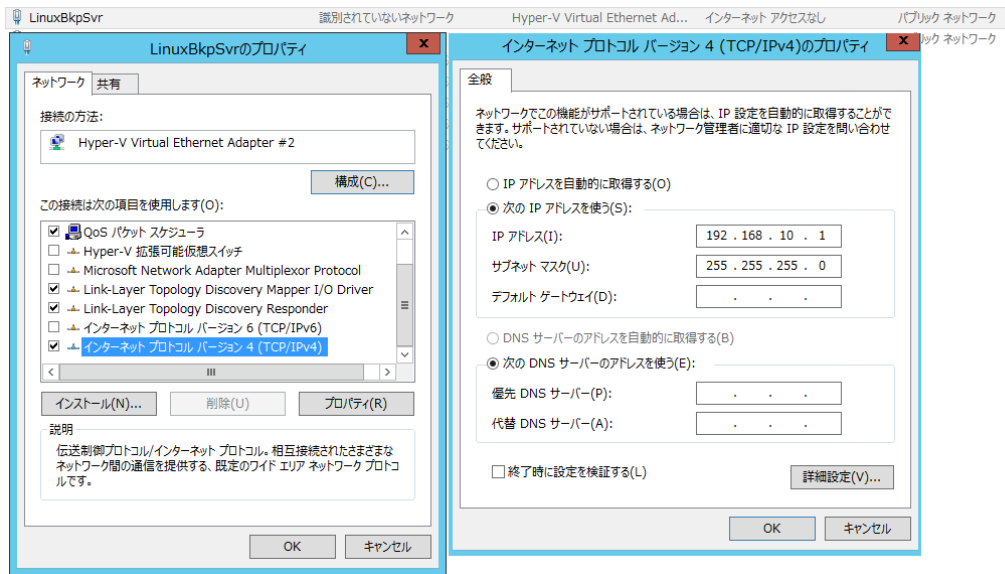 LinuxBkpSvr 識別されていないネットワーク Hyper-V Virtual Ethernet Ad... インターネット アクセスなし パブリック ネットワーク
ネットワーク
LinuxBkpSvrのプロパティ
ネットワーク 共有
接続の方法:
Hyper-V Virtual Ethernet Adapter #2
構成(C)...
この接続は次の項目を使用します(O):
QoS パケット スケジューラ
Hyper-V 拡張可能仮想スイッチ
Microsoft Network Adapter Multiplexor Protocol
Link-Layer Topology Discovery Mapper I/O Driver
Link-Layer Topology Discovery Responder
インターネット プロトコル バージョン 6 (TCP/IPv6)
インターネット プロトコル バージョン 4 (TCP/IPv4)
インストール(N)... 削除(U) プロパティ(R)
説明
伝送制御プロトコル/インターネット プロトコル。相互接続されたさまざまな
ネットワーク間の通信を提供する、既定のワイド エリア ネットワーク プロトコ
ルです。
OK キャンセル
インターネット プロトコル バージョン 4 (TCP/IPv4)のプロパティ
全般
ネットワークでこの機能がサポートされている場合は、IP 設定を自動的に取得することがで
きます。サポートされていない場合は、ネットワーク管理者に適切な IP 設定を問い合わせ
てください。
IP アドレスを自動的に取得する(O)
次の IP アドレスを使う(S):
IP アドレス(I): 192 . 168 . 10 . 1
サブネット マスク(U): 255 . 255 . 255 . 0
デフォルト ゲートウェイ(D): . . .
DNS サーバーのアドレスを自動的に取得する(B)
次の DNS サーバーのアドレスを使う(E):
優先 DNS サーバー(P): . . .
代替 DNS サーバー(A): . . .
終了時に設定を検証する(L)
詳細設定(V)...
OK キャンセル